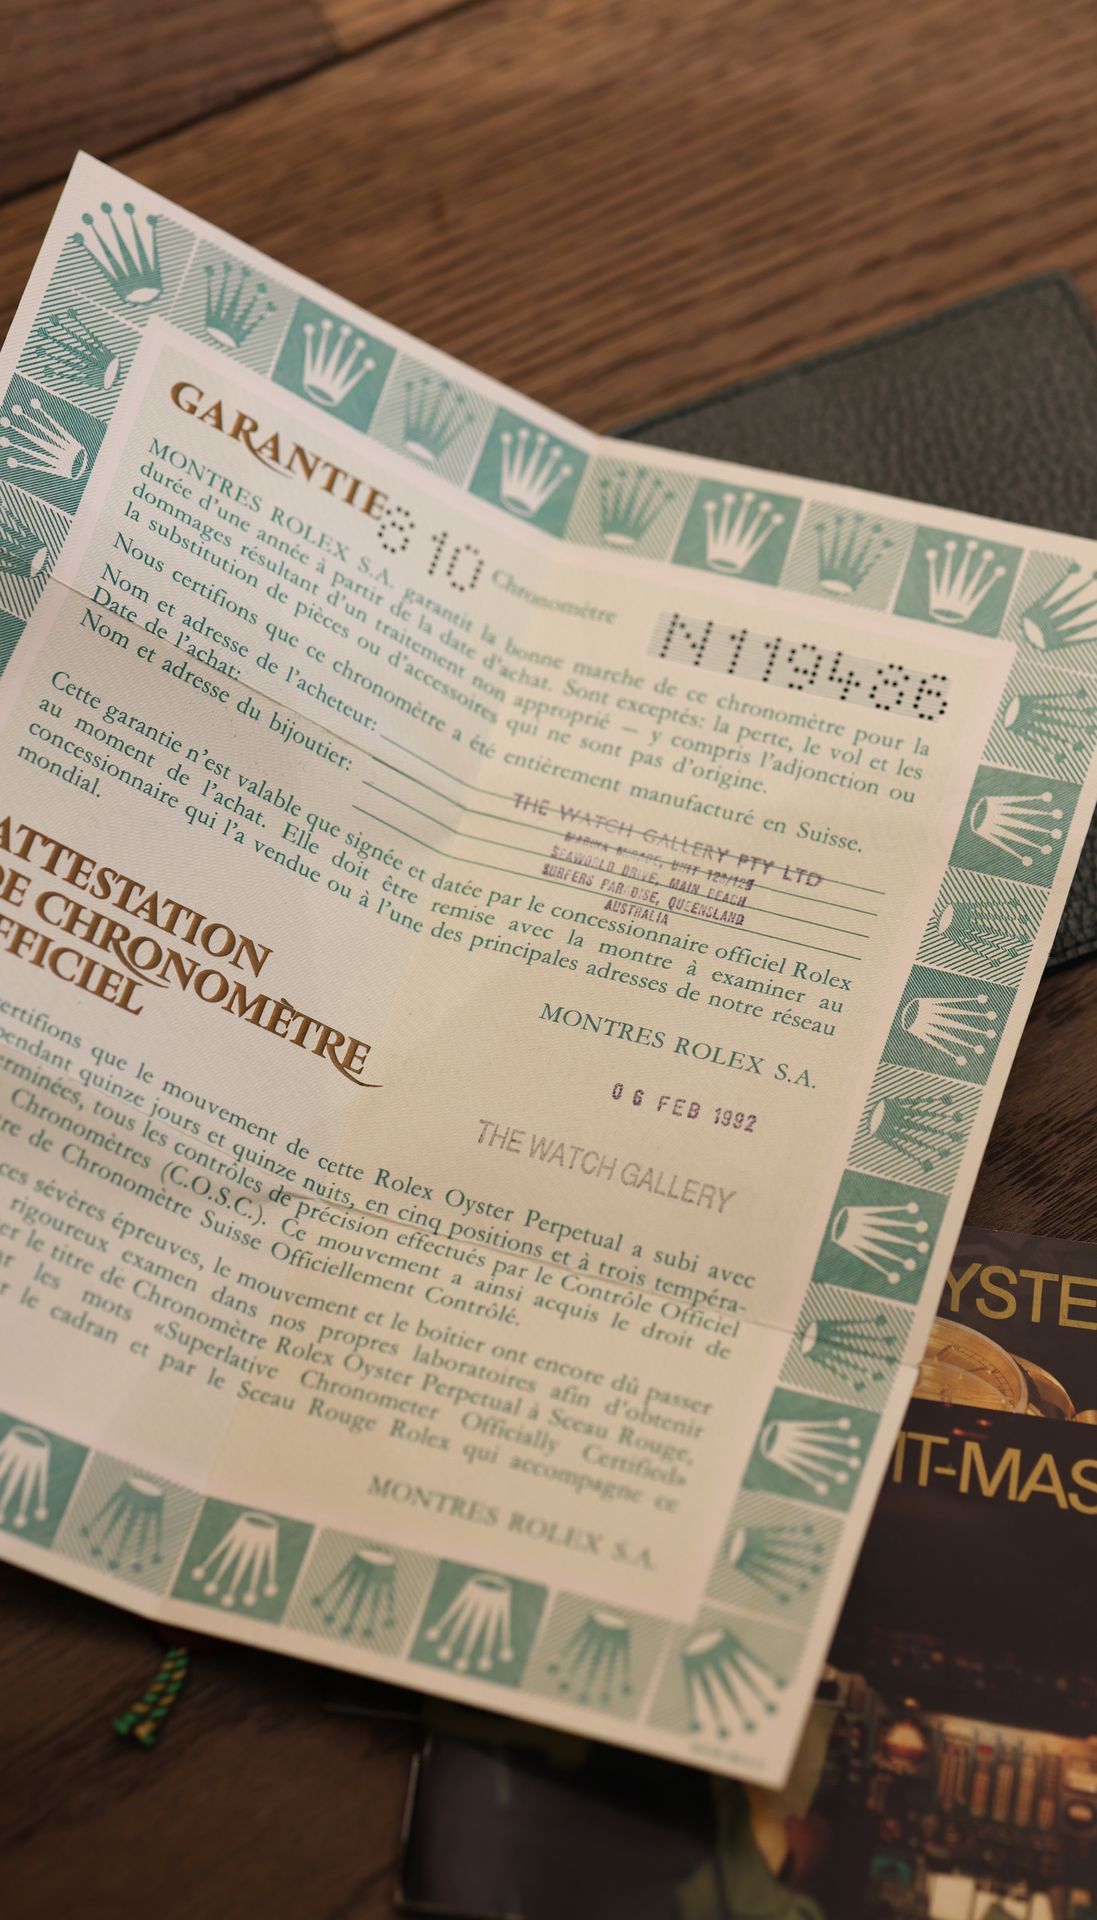 GARANTIE
810
Chronomètre
N119486
MONTRES ROLEX S.A. garantit la bonne marche de ce chronomètre pour la
durée d'une année à partir de la date d'achat. Sont exceptés: la perte, le vol et les
dommages résultant d'un traitement non approprié — y compris l'adjonction ou
la substitution de pièces ou d'accessoires qui ne sont pas d'origine.
Nous certifions que ce chronomètre a été entièrement manufacturé en Suisse.
Nom et adresse de l'acheteur:
Date de l'achat:
Nom et adresse du bijoutier:
THE WATCH GALLERY PTY LTD
MARINA MIRAGE, UNIT 128/129
SEAWORLD DRIVE, MAIN BEACH
SURFERS PARADISE, QUEENSLAND
AUSTRALIA
Cette garantie n'est valable que signée et datée par le concessionnaire officiel Rolex
au moment de l'achat. Elle doit être remise avec la montre à examiner au
concessionnaire qui l'a vendue ou à l'une des principales adresses de notre réseau
mondial.
MONTRES ROLEX S.A.
06 FEB 1992
THE WATCH GALLERY
ATTESTATION
DE CHRONOMÈTRE
OFFICIEL
certifions que le mouvement de cette Rolex Oyster Perpetual a subi avec
pendant quinze jours et quinze nuits, en cinq positions et à trois tempéra-
erminées, tous les contrôles de précision effectués par le Contrôle Officiel
Chronomètres (C.O.S.C.). Ce mouvement a ainsi acquis le droit de
re de Chronomètre Suisse Officiellement Contrôlé.
ces sévères épreuves, le mouvement et le boîtier ont encore dû passer
rigoureux examen dans nos propres laboratoires afin d'obtenir
er le titre de Chronomètre Rolex Oyster Perpetual à Sceau Rouge,
ar les mots «Superlative Chronometer Officially Certified»
r le cadran et par le Sceau Rouge Rolex qui accompagne ce
MONTRES ROLEX S.A.
YSTE
MT-MAS